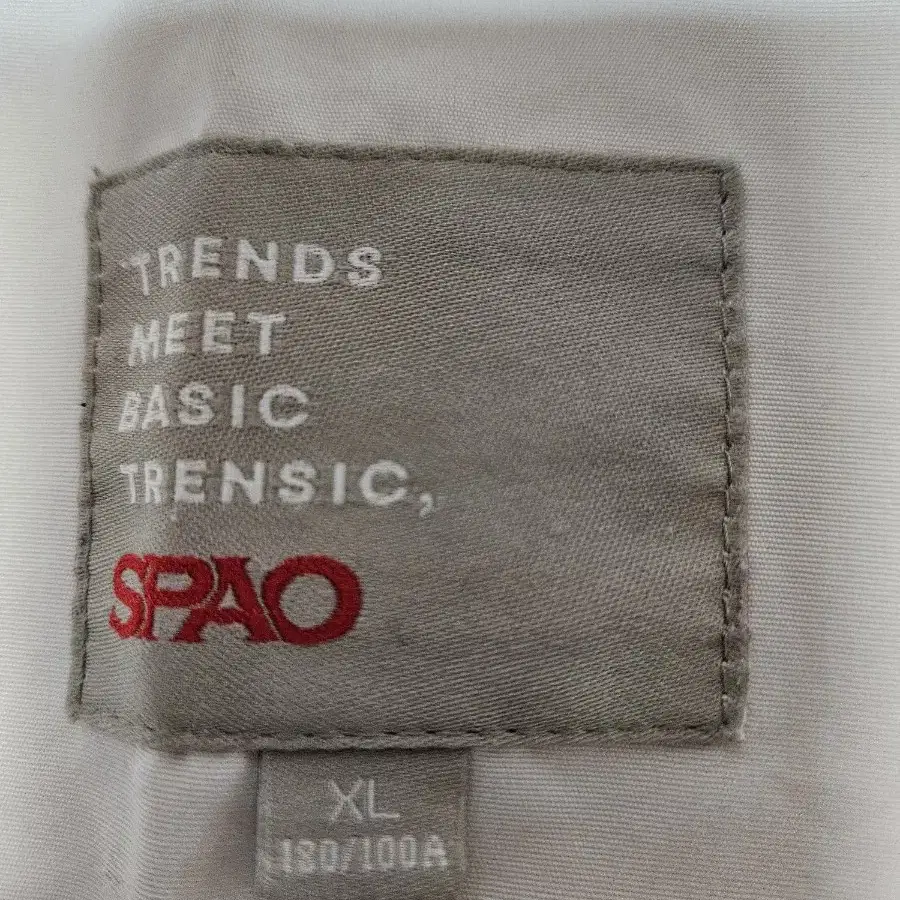 TRENDS
MEET
BASIC
TRENSIC,
SPAO
XL
180/100A